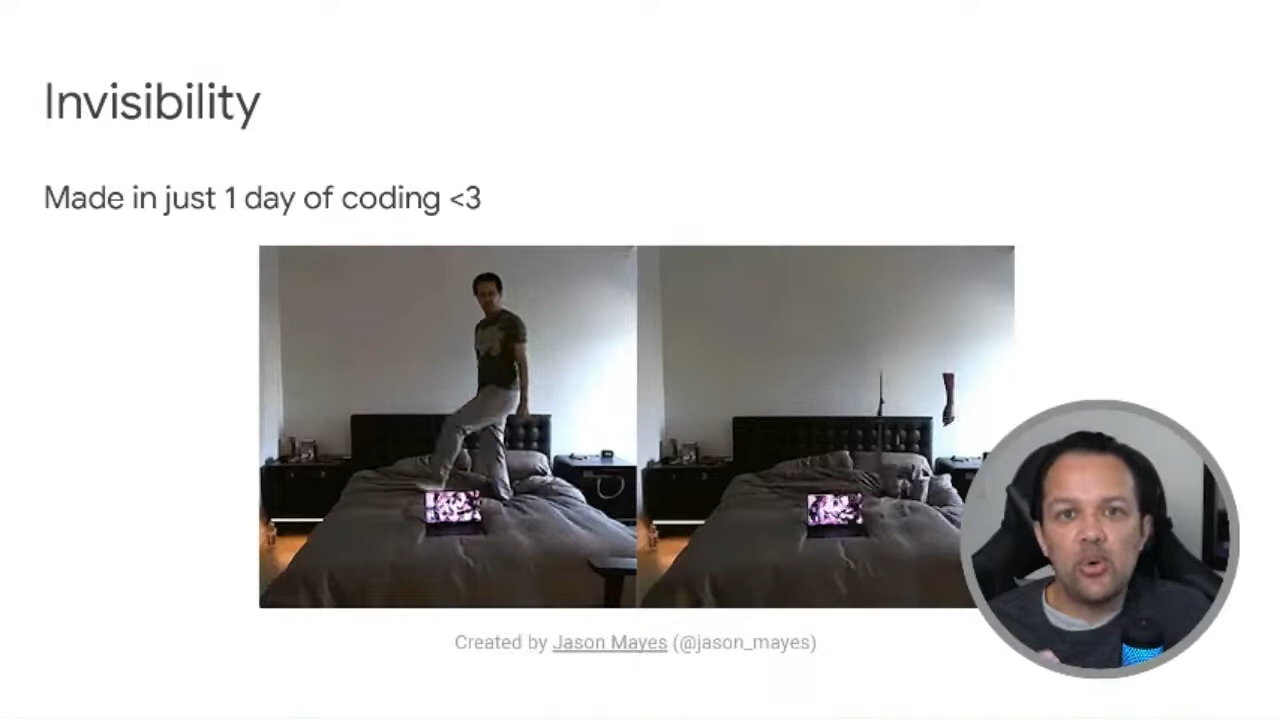 Invisibility
Made in just 1 day of coding <3
Created by Jason Mayes (@jason_mayes)